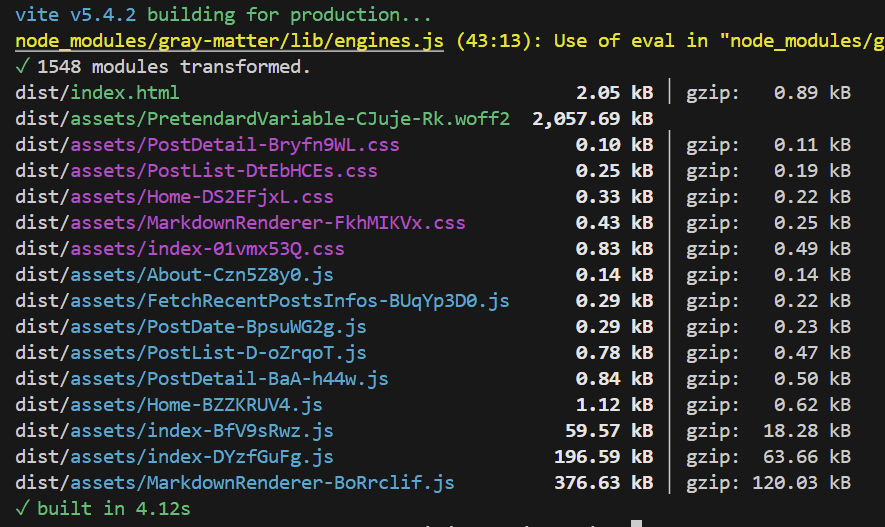 vite v5.4.2 building for production...
node_modules/gray-matter/lib/engines.js (43:13): Use of eval in "node_modules/g
✓ 1548 modules transformed.
dist/index.html 2.05 kB │ gzip: 0.89 kB
dist/assets/PretendardVariable-CJuje-Rk.woff2 2,057.69 kB
dist/assets/PostDetail-Bryfn9WL.css 0.10 kB │ gzip: 0.11 kB
dist/assets/PostList-DtEbHCEs.css 0.25 kB │ gzip: 0.19 kB
dist/assets/Home-DS2EFjxL.css 0.33 kB │ gzip: 0.22 kB
dist/assets/MarkdownRenderer-FkhMIKVx.css 0.43 kB │ gzip: 0.25 kB
dist/assets/index-01vmx53Q.css 0.83 kB │ gzip: 0.49 kB
dist/assets/About-Czn5Z8y0.js 0.14 kB │ gzip: 0.14 kB
dist/assets/FetchRecentPostsInfos-BUqYp3D0.js 0.29 kB │ gzip: 0.22 kB
dist/assets/PostDate-BpsuWG2g.js 0.29 kB │ gzip: 0.23 kB
dist/assets/PostList-D-oZrqoT.js 0.78 kB │ gzip: 0.47 kB
dist/assets/PostDetail-BaA-h44w.js 0.84 kB │ gzip: 0.50 kB
dist/assets/Home-BZZKRUV4.js 1.12 kB │ gzip: 0.62 kB
dist/assets/index-BfV9sRwz.js 59.57 kB │ gzip: 18.28 kB
dist/assets/index-DYzfGuFg.js 196.59 kB │ gzip: 63.66 kB
dist/assets/MarkdownRenderer-BoRrclif.js 376.63 kB │ gzip: 120.03 kB
✓ built in 4.12s